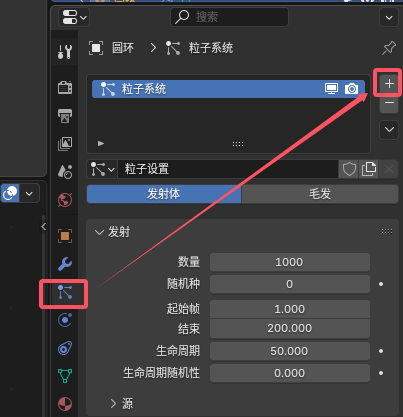 搜索
圆环 粒子系统
粒子系统
粒子设置
发射体 毛发
发射
数量 1000
随机种 0
起始帧 1.000
结束 200.000
生命周期 50.000
生命周期随机性 0.000
源